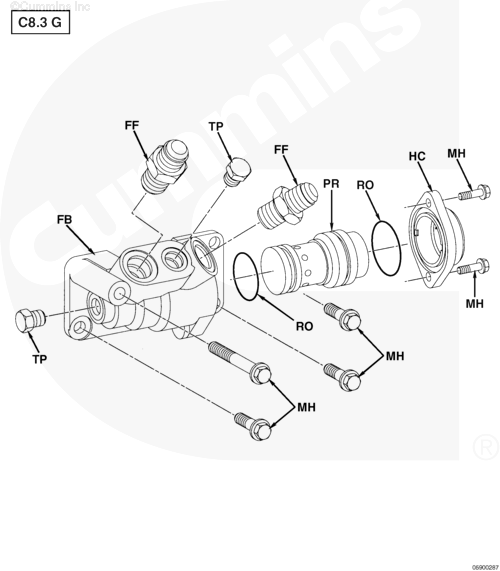 ©Cummins Inc
C8.3 G
Cummins
FF
TP
FF
HC
MH
PR
RO
FB
MH
RO
TP
MH
MH
®
06900287